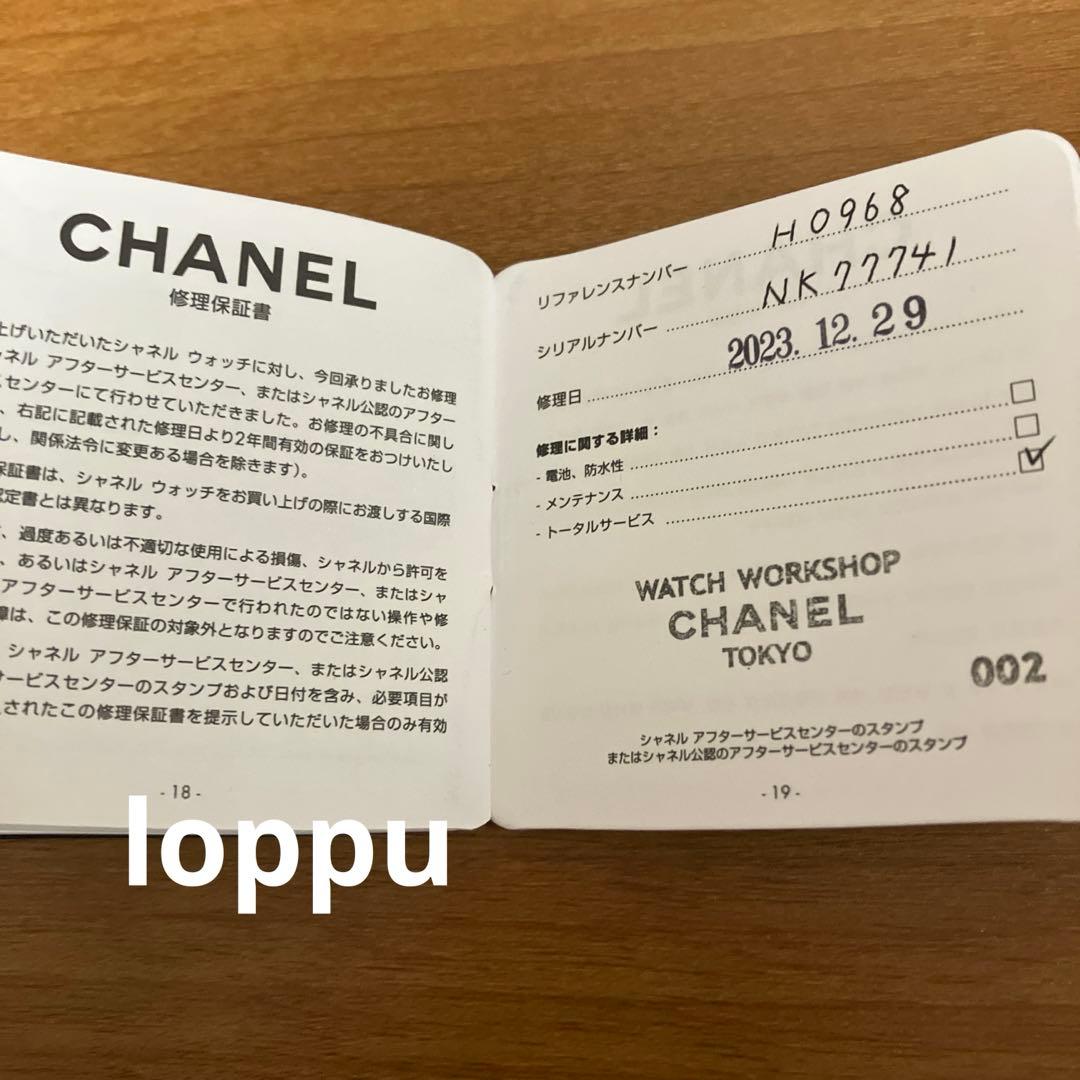 CHANEL
修理保証書
上げいただいたシャネル ウォッチに対し、今回承りましたお修理
ネル アフターサービスセンター、またはシャネル公認のアフター
センターにて行わせていただきました。お修理の不具合に関し
、右記に記載された修理日より2年間有効の保証をおつけいたし
し、関係法令に変更ある場合を除きます)。
保証書は、シャネル ウォッチをお買い上げの際にお渡しする国際
認定書とは異なります。
、過度あるいは不適切な使用による損傷、シャネルから許可を
、あるいはシャネル アフターサービスセンター、またはシャ
アフターサービスセンターで行われたのではない操作や修
障は、この修理保証の対象外となりますのでご注意ください。
シャネル アフターサービスセンター、またはシャネル公認
サービスセンターのスタンプおよび日付を含み、必要項目が
されたこの修理保証書を提示していただいた場合のみ有効
- 18 -
リファレンスナンバー H0968
シリアルナンバー NK77741
修理日 2023. 12. 29
修理に関する詳細：
- 電池、防水性
- メンテナンス
- トータルサービス
WATCH WORKSHOP
CHANEL
TOKYO
002
シャネル アフターサービスセンターのスタンプ
またはシャネル公認のアフターサービスセンターのスタンプ
- 19 -
loppu